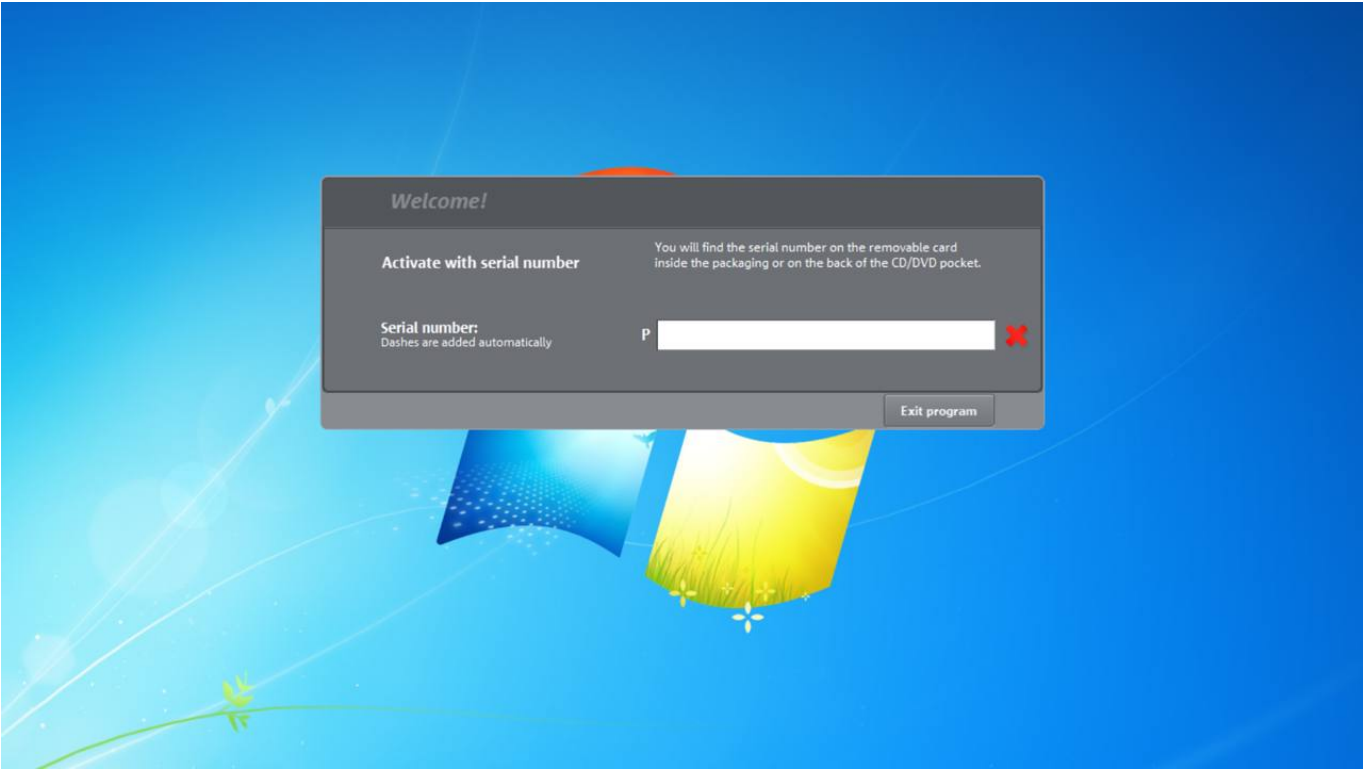 Welcome!
Activate with serial number
You will find the serial number on the removable card
inside the packaging or on the back of the CD/DVD pocket.
Serial number:
Dashes are added automatically
P
Exit program